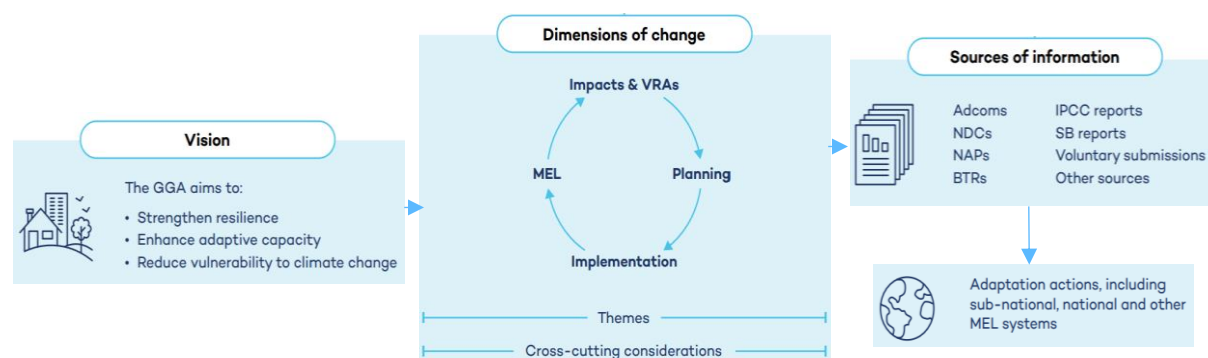 Vision
The GGA aims to:
• Strengthen resilience
• Enhance adaptive capacity
• Reduce vulnerability to climate change
Dimensions of change
Impacts & VRAs
MEL
Planning
Implementation
Themes
Cross-cutting considerations
Sources of information
Adcoms
NDCs
NAPs
BTRs
IPCC reports
SB reports
Voluntary submissions
Other sources
Adaptation actions, including
sub-national, national and other
MEL systems